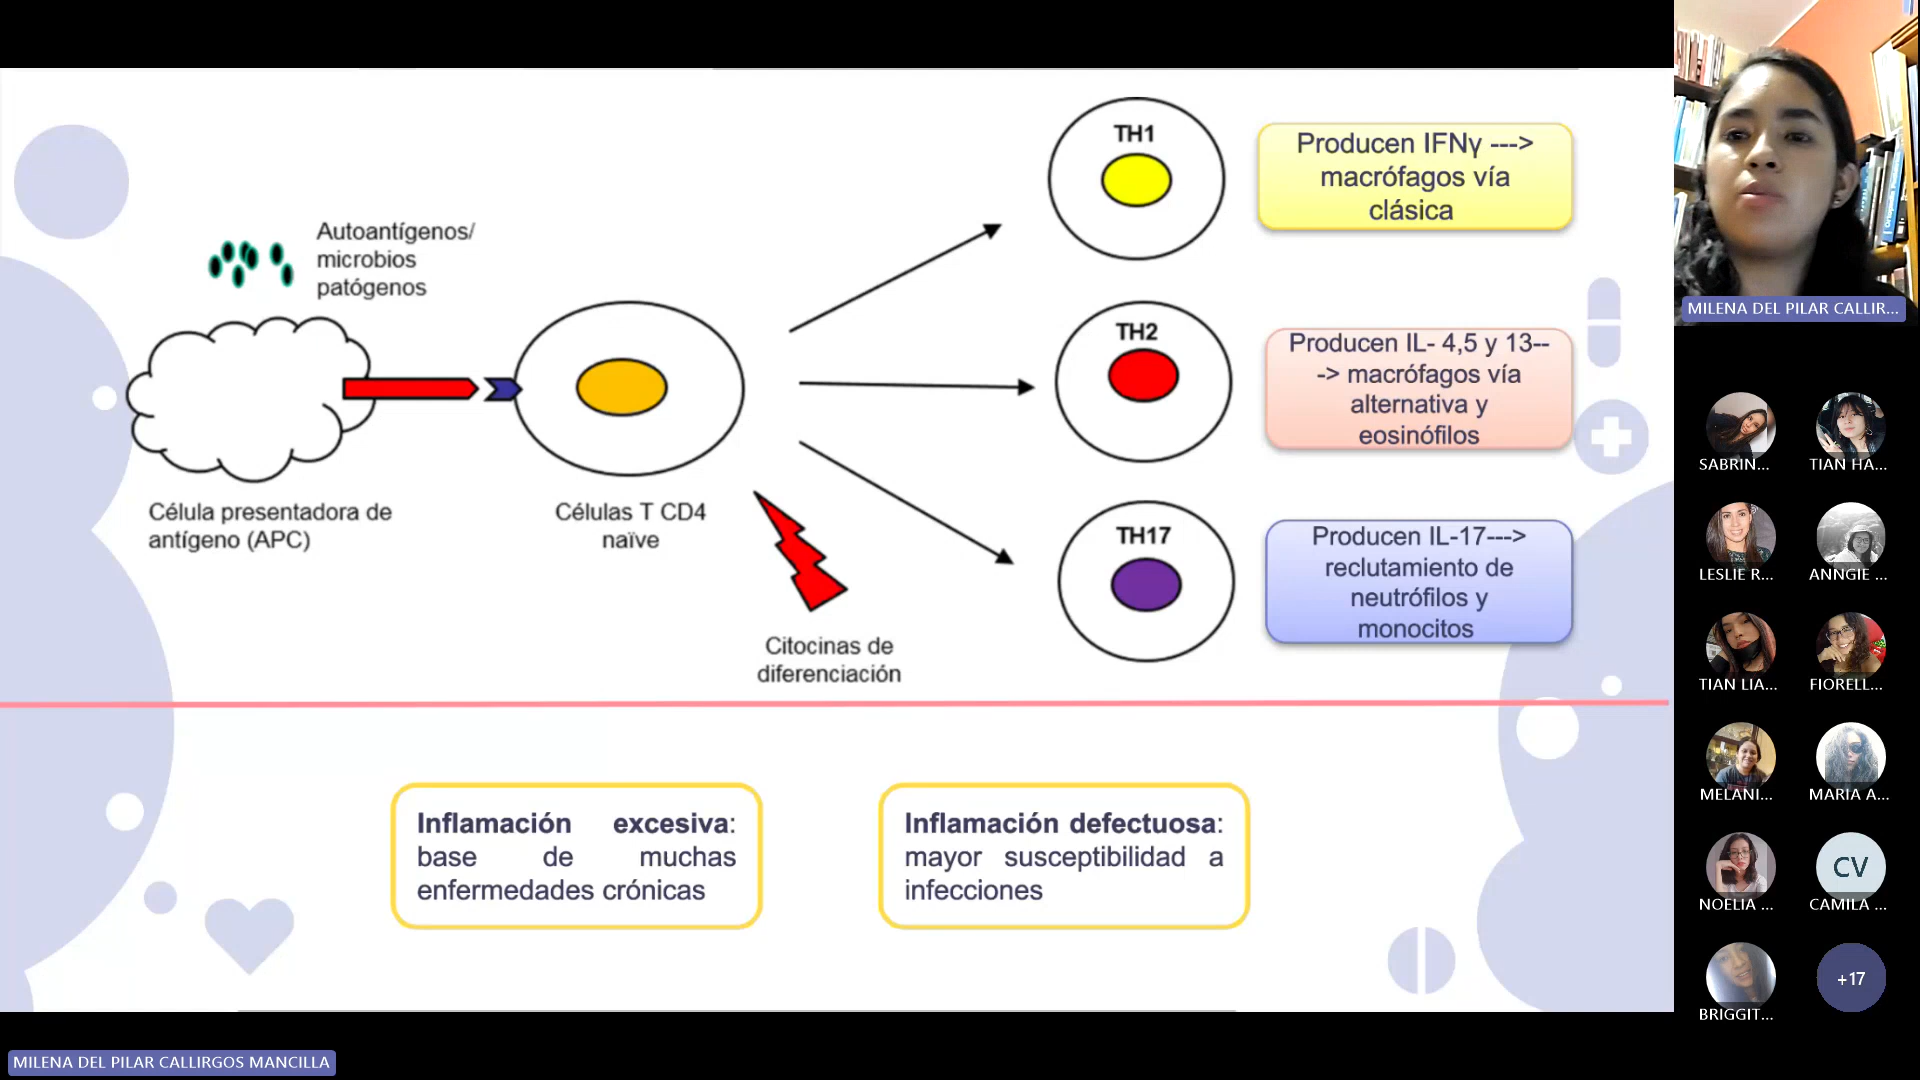 Autoantígenos/
microbios
patógenos
Célula presentadora de
antígeno (APC)
Células T CD4
naïve
Citocinas de
diferenciación
TH1
Producen IFNγ --->
macrófagos vía
clásica
TH2
Producen IL- 4,5 y 13--
-> macrófagos vía
alternativa y
eosinófilos
TH17
Producen IL-17--->
reclutamiento de
neutrófilos y
monocitos
Inflamación excesiva:
base de muchas
enfermedades crónicas
Inflamación defectuosa:
mayor susceptibilidad a
infecciones
MILENA DEL PILAR CALLIR...
SABRIN...
TIAN HA...
LESLIE R...
ANNGIE ...
TIAN LIA...
FIORELL...
MELANI...
MARIA A...
NOELIA ...
CV
CAMILA ...
BRIGGIT...
+17
MILENA DEL PILAR CALLIRGOS MANCILLA